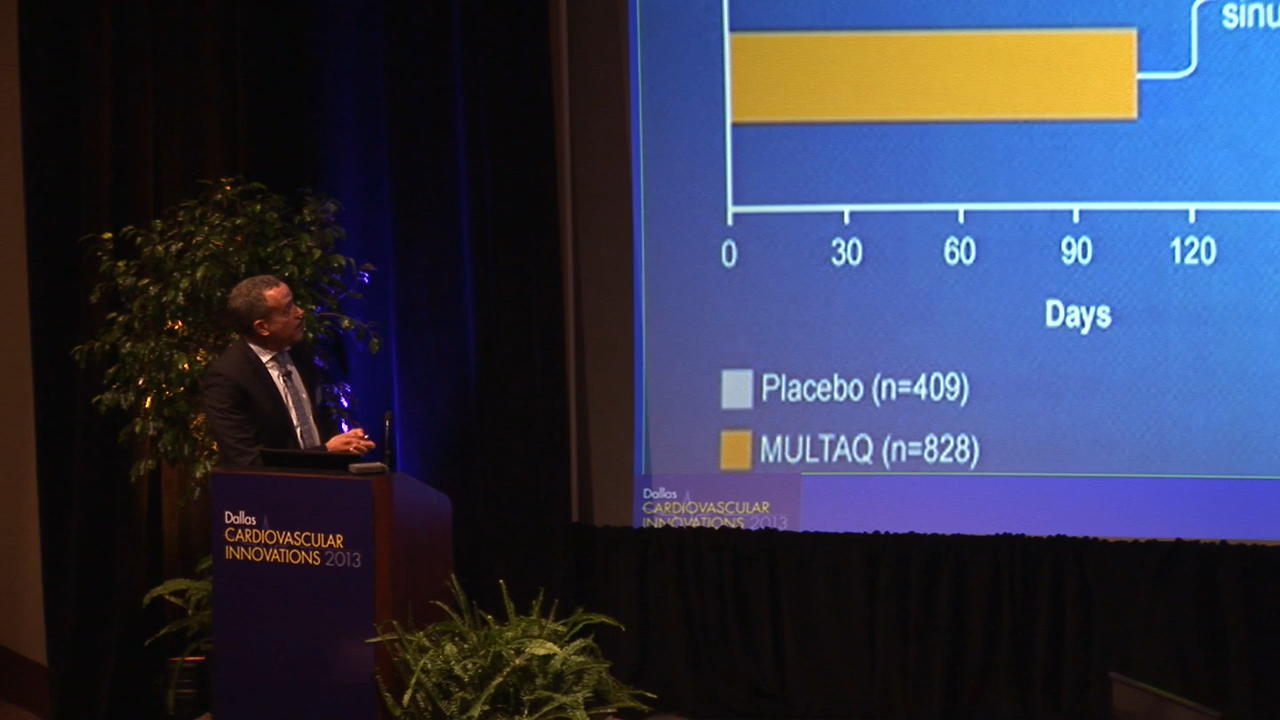 sinu
0 30 60 90 120
Days
Placebo (n=409)
MULTAQ (n=828)
Dallas
CARDIOVASCULAR
INNOVATIONS 2013
Dallas
CARDIOVASCULAR
INNOVATIONS 2013